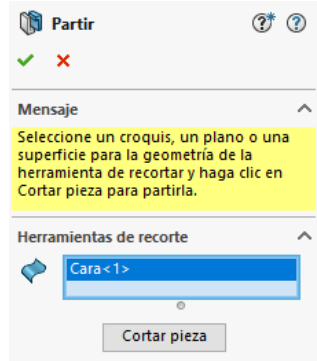 Partir
Mensaje
Seleccione un croquis, un plano o una
superficie para la geometría de la
herramienta de recortar y haga clic en
Cortar pieza para partirla.
Herramientas de recorte
Cara<1>
Cortar pieza